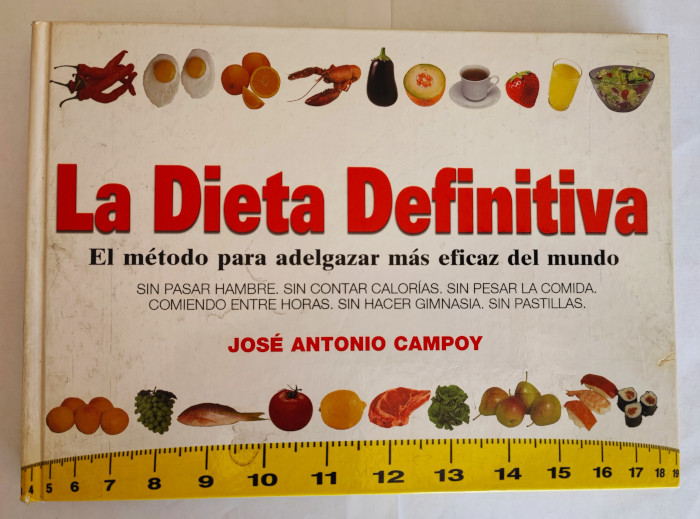 La Dieta Definitiva
El método para adelgazar más eficaz del mundo
SIN PASAR HAMBRE. SIN CONTAR CALORÍAS. SIN PESAR LA COMIDA.
COMIENDO ENTRE HORAS. SIN HACER GIMNASIA. SIN PASTILLAS.
JOSÉ ANTONIO CAMPOY
4 5 6 7 8 9 10 11 12 13 14 15 16 17 18 19